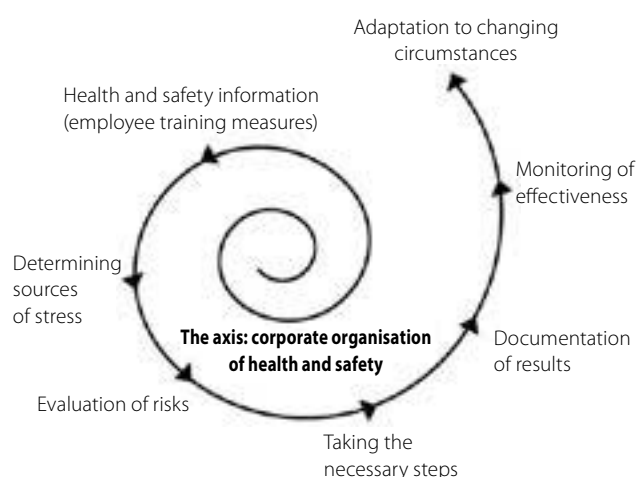 Adaptation to changing
circumstances
Health and safety information
(employee training measures)
Monitoring of
effectiveness
Determining
sources
of stress
The axis: corporate organisation
of health and safety
Documentation
of results
Evaluation of risks
Taking the
necessary steps